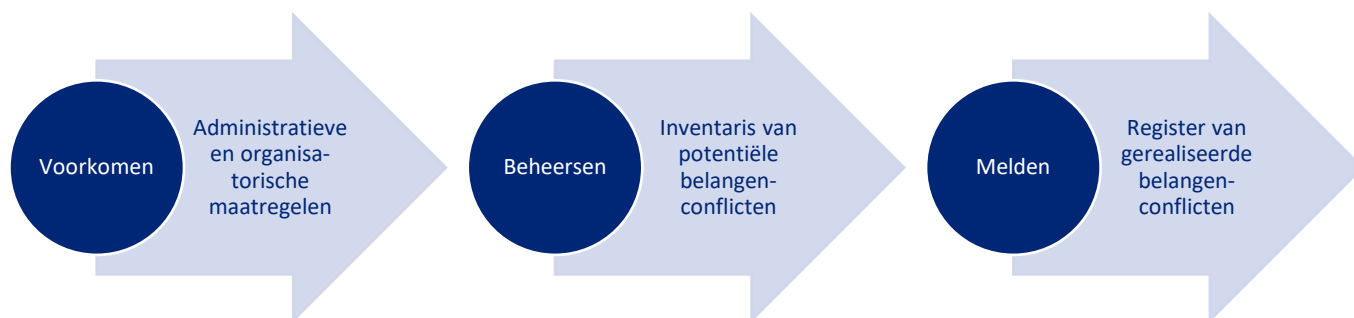 Voorkomen
Administratieve
en organisa-
torische
maatregelen
Beheersen
Inventaris van
potentiële
belangen-
conflicten
Melden
Register van
gerealiseerde
belangen-
conflicten